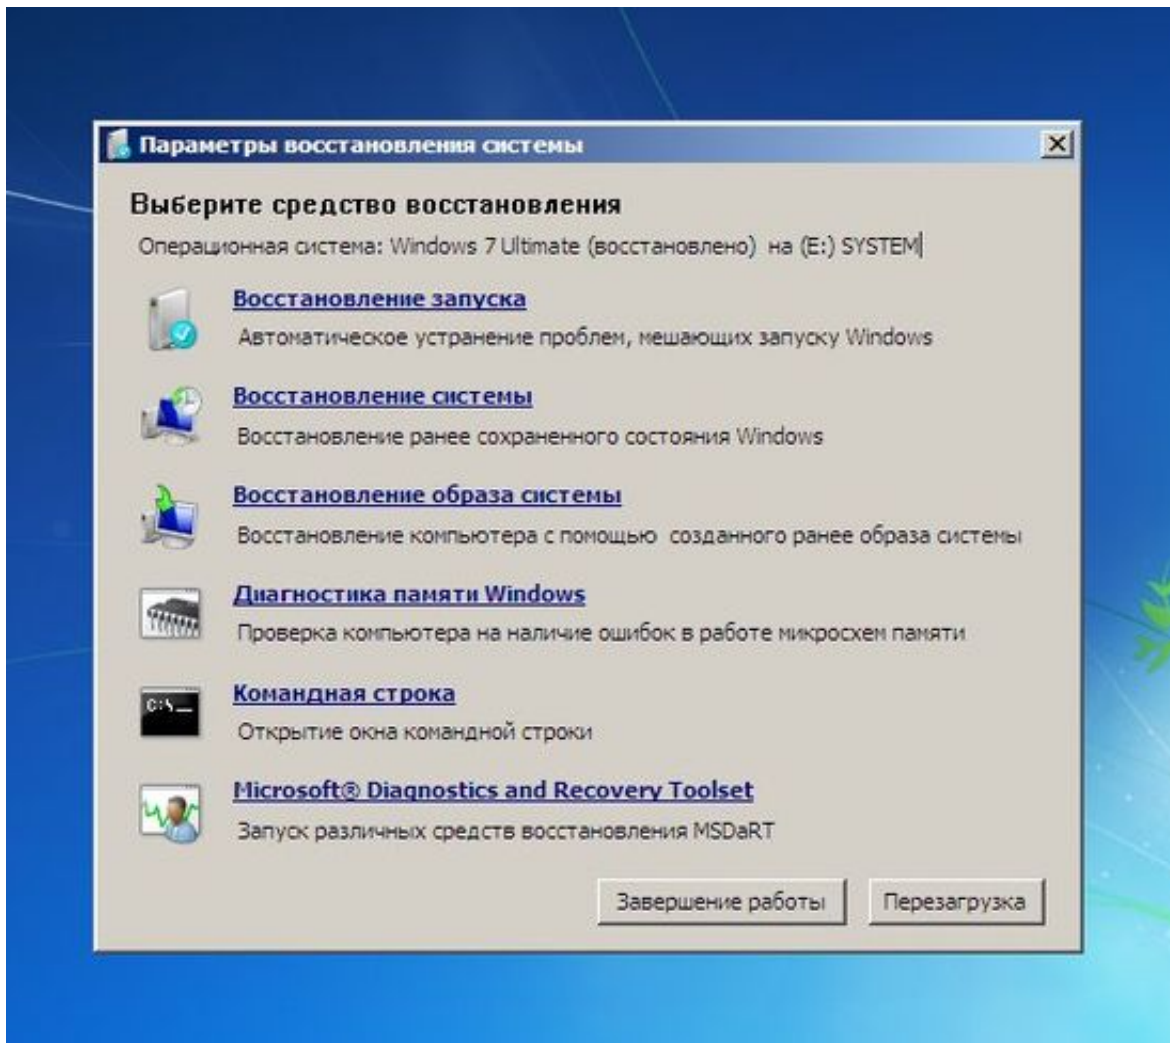 Параметры восстановления системы
Выберите средство восстановления
Операционная система: Windows 7 Ultimate (восстановлено) на (E:) SYSTEM
Восстановление запуска
Автоматическое устранение проблем, мешающих запуску Windows
Восстановление системы
Восстановление ранее сохраненного состояния Windows
Восстановление образа системы
Восстановление компьютера с помощью созданного ранее образа системы
Диагностика памяти Windows
Проверка компьютера на наличие ошибок в работе микросхем памяти
C:\_
Командная строка
Открытие окна командной строки
Microsoft® Diagnostics and Recovery Toolset
Запуск различных средств восстановления MSDaRT
Завершение работы Перезагрузка